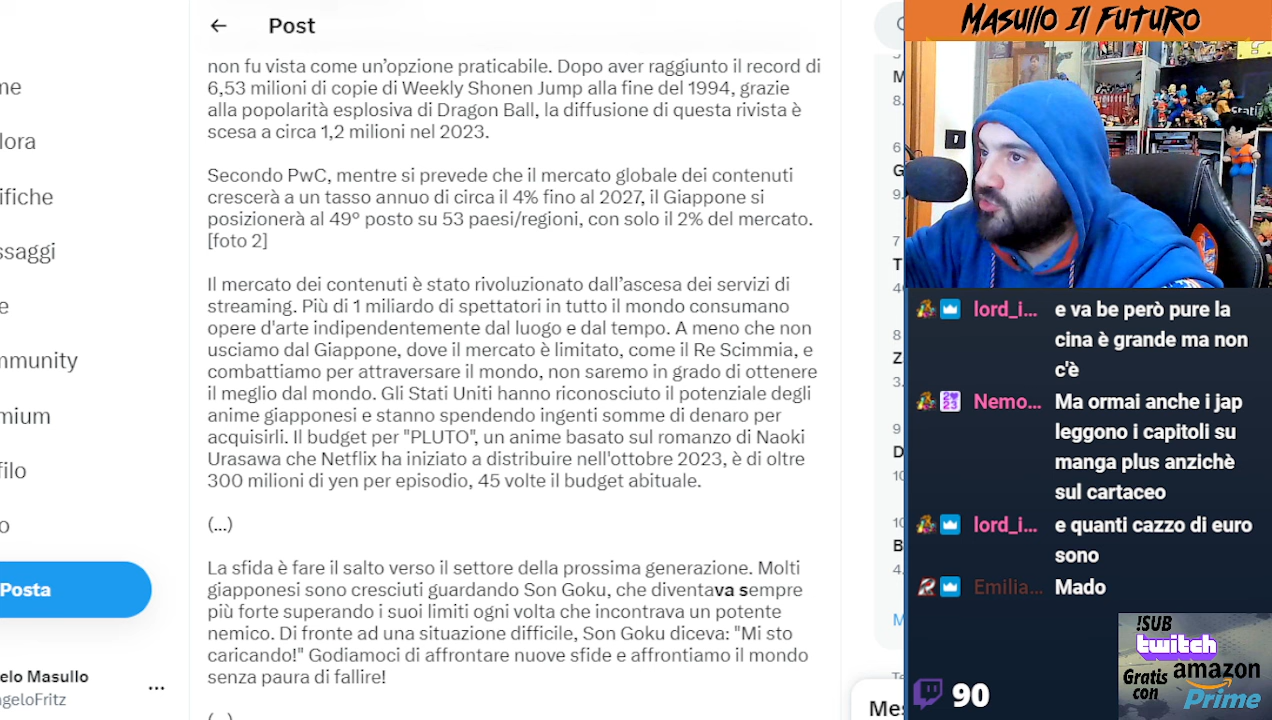 Post
non fu vista come un'opzione praticabile. Dopo aver raggiunto il record di
6,53 milioni di copie di Weekly Shonen Jump alla fine del 1994, grazie
alla popolarità esplosiva di Dragon Ball, la diffusione di questa rivista è
scesa a circa 1,2 milioni nel 2023.
Secondo PwC, mentre si prevede che il mercato globale dei contenuti
crescerà a un tasso annuo di circa il 4% fino al 2027, il Giappone si
posizionerà al 49° posto su 53 paesi/regioni, con solo il 2% del mercato.
[foto 2]
Il mercato dei contenuti è stato rivoluzionato dall'ascesa dei servizi di
streaming. Più di 1 miliardo di spettatori in tutto il mondo consumano
opere d'arte indipendentemente dal luogo e dal tempo. A meno che non
usciamo dal Giappone, dove il mercato è limitato, come il Re Scimmia, e
combattiamo per attraversare il mondo, non saremo in grado di ottenere
il meglio dal mondo. Gli Stati Uniti hanno riconosciuto il potenziale degli
anime giapponesi e stanno spendendo ingenti somme di denaro per
acquisirli. Il budget per "PLUTO", un anime basato sul romanzo di Naoki
Urasawa che Netflix ha iniziato a distribuire nell'ottobre 2023, è di oltre
300 milioni di yen per episodio, 45 volte il budget abituale.
(...)
La sfida è fare il salto verso il settore della prossima generazione. Molti
giapponesi sono cresciuti guardando Son Goku, che diventava sempre
più forte superando i suoi limiti ogni volta che incontrava un potente
nemico. Di fronte ad una situazione difficile, Son Goku diceva: "Mi sto
caricando!" Godiamoci di affrontare nuove sfide e affrontiamo il mondo
senza paura di fallire!
me
lora
ifiche
ssaggi
e
mmunity
mium
filo
o
Posta
elo Masullo
geloFritz
...
Mes
MASULLO IL FUTURO
lord_i... e va be però pure la
cina è grande ma non
c'è
Nemo... Ma ormai anche i jap
leggono i capitoli su
manga plus anzichè
sul cartaceo
lord_i... e quanti cazzo di euro
sono
Emilia... Mado
90
!SUB
twitch
Gratis
con
amazon
Prime